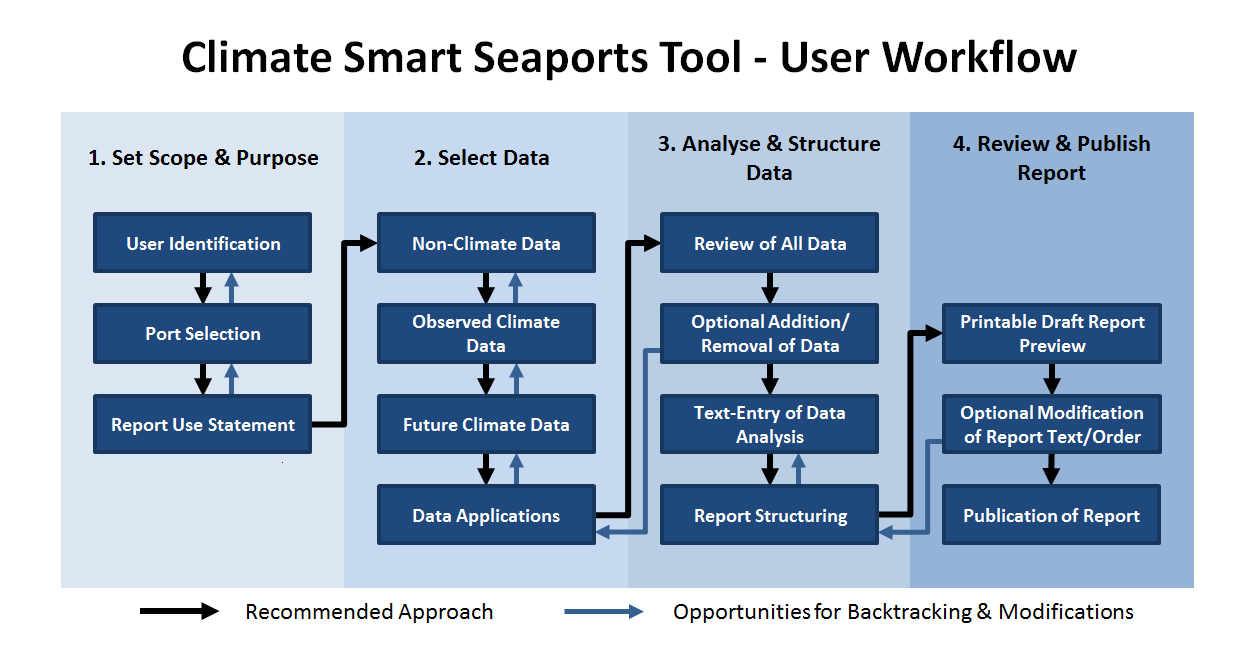 Climate Smart Seaports Tool - User Workflow
1. Set Scope & Purpose
User Identification
Port Selection
Report Use Statement
2. Select Data
Non-Climate Data
Observed Climate
Data
Future Climate Data
Data Applications
3. Analyse & Structure
Data
Review of All Data
Optional Addition/
Removal of Data
Text-Entry of Data
Analysis
Report Structuring
4. Review & Publish
Report
Printable Draft Report
Preview
Optional Modification
of Report Text/Order
Publication of Report
Recommended Approach
Opportunities for Backtracking & Modifications